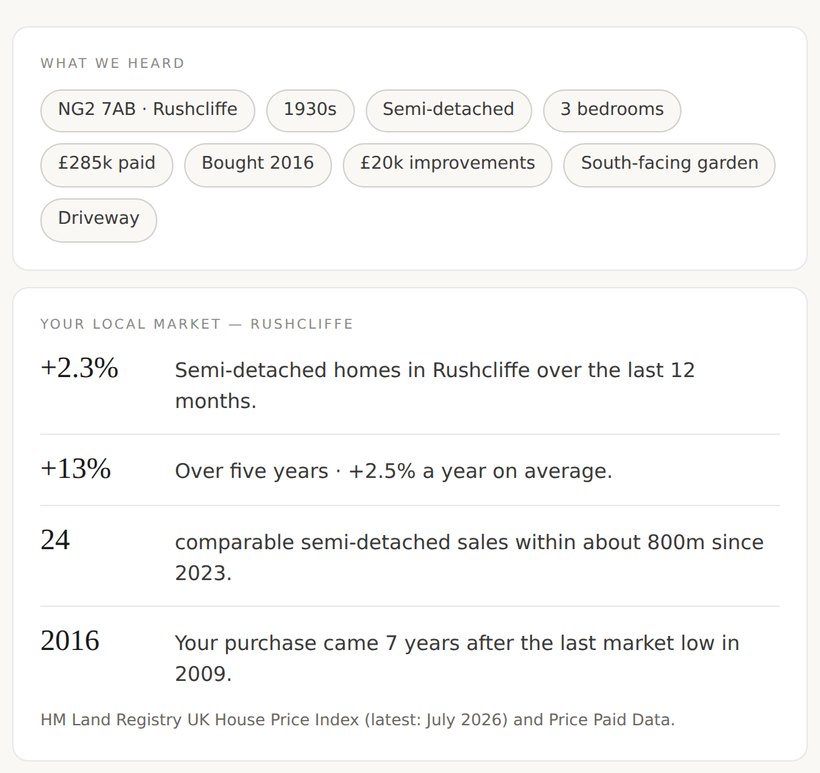 WHAT WE HEARD
NG2 7AB · Rushcliffe
1930s
Semi-detached
3 bedrooms
£285k paid
Bought 2016
£20k improvements
South-facing garden
Driveway
YOUR LOCAL MARKET — RUSHCLIFFE
+2.3%
Semi-detached homes in Rushcliffe over the last 12
months.
+13%
Over five years · +2.5% a year on average.
24
comparable semi-detached sales within about 800m since
2023.
2016
Your purchase came 7 years after the last market low in
2009.
HM Land Registry UK House Price Index (latest: July 2026) and Price Paid Data.